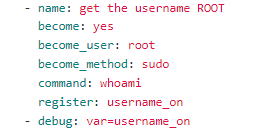 - name: get the username ROOT
  become: yes
  become_user: root
  become_method: sudo
  command: whoami
  register: username_on
- debug: var=username_on